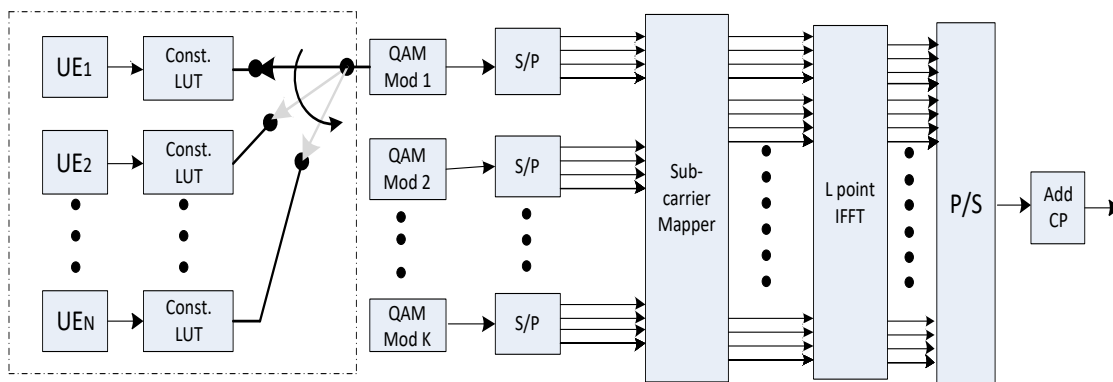 UE1
Const.
LUT
QAM
Mod 1
S/P
UE2
Const.
LUT
QAM
Mod 2
S/P
Sub-
carrier
Mapper
L point
IFFT
P/S
Add
CP
UEN
Const.
LUT
QAM
Mod K
S/P